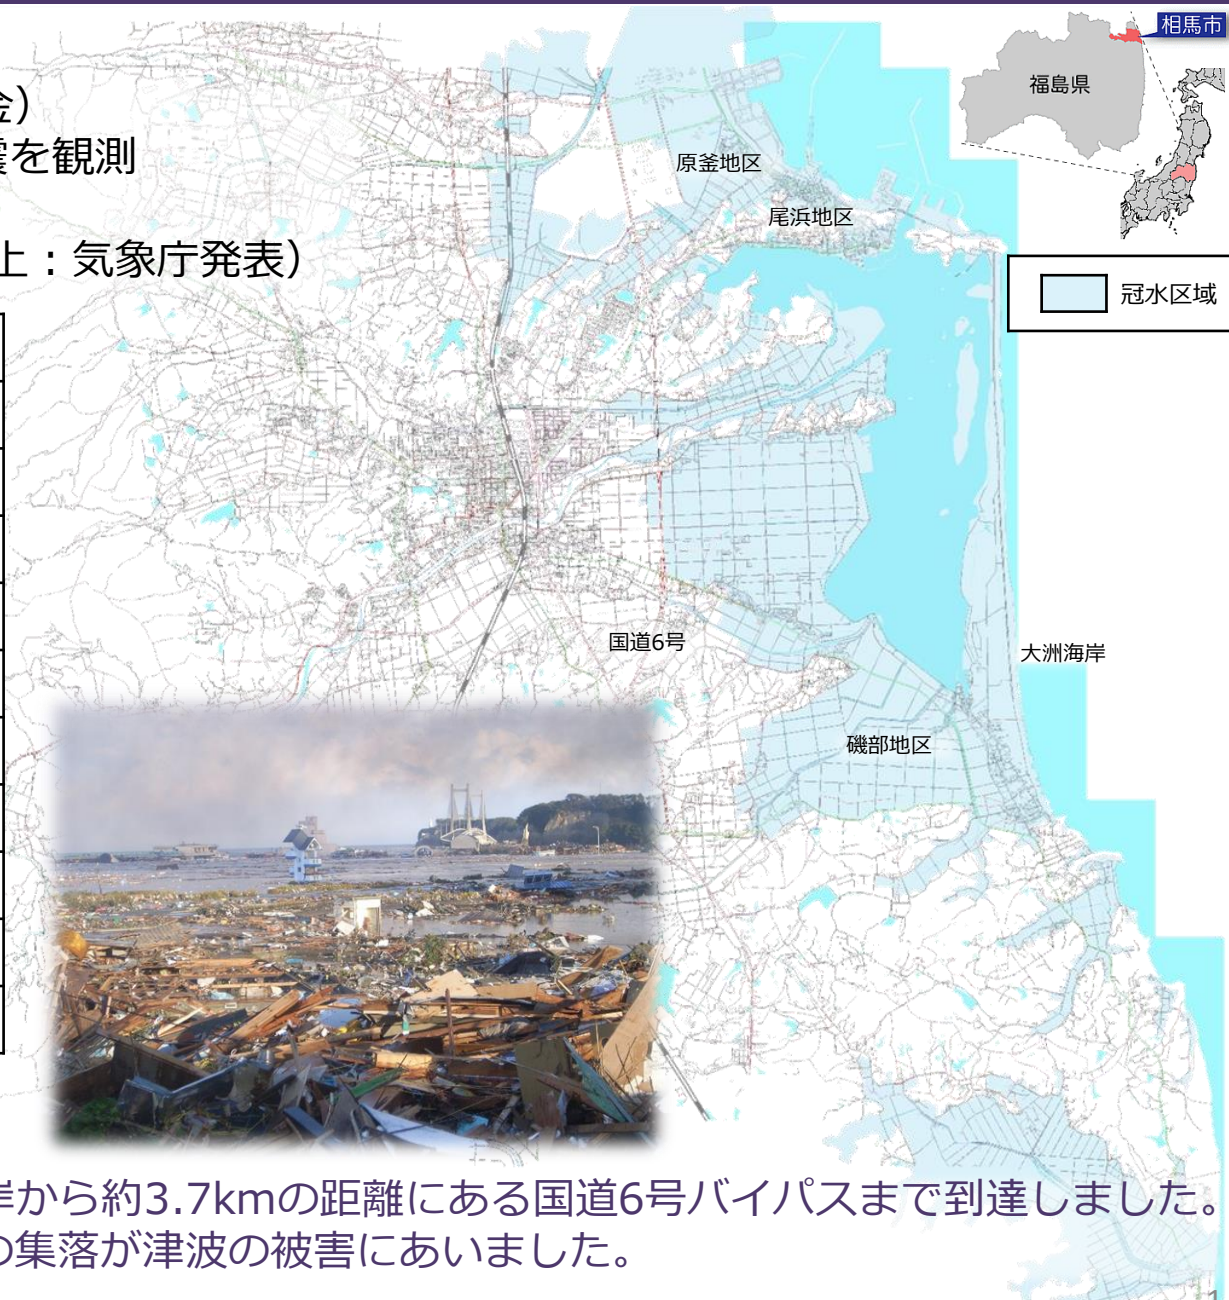 相馬市
福島県
金）
を観測
上：気象庁発表）
原釜地区
尾浜地区
冠水区域
国道6号
大洲海岸
磯部地区
岸から約3.7kmの距離にある国道6号バイパスまで到達しました。
の集落が津波の被害にあいました。